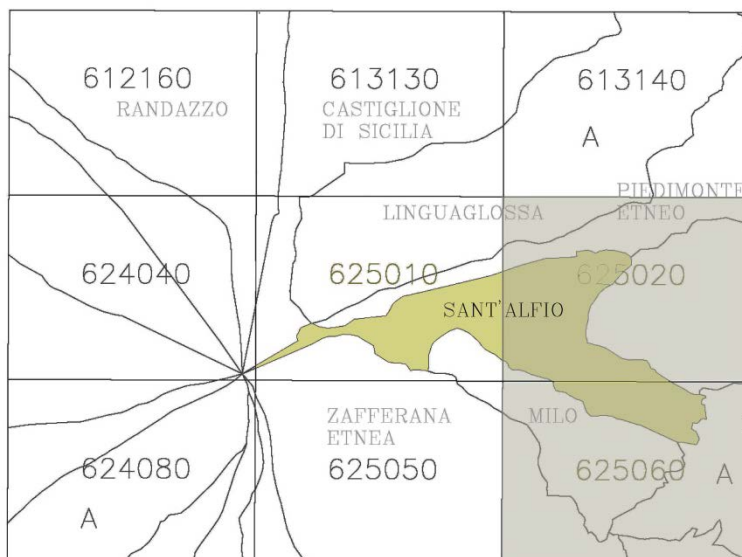 612160
RANDAZZO
613130
CASTIGLIONE
DI SICILIA
613140
A
LINGUAGLOSSA
PIEDIMONTE
ETNEO
624040
625010
625020
SANT'ALFIO
ZAFFERANA
ETNEA
MILO
624080
625050
625060
A
A